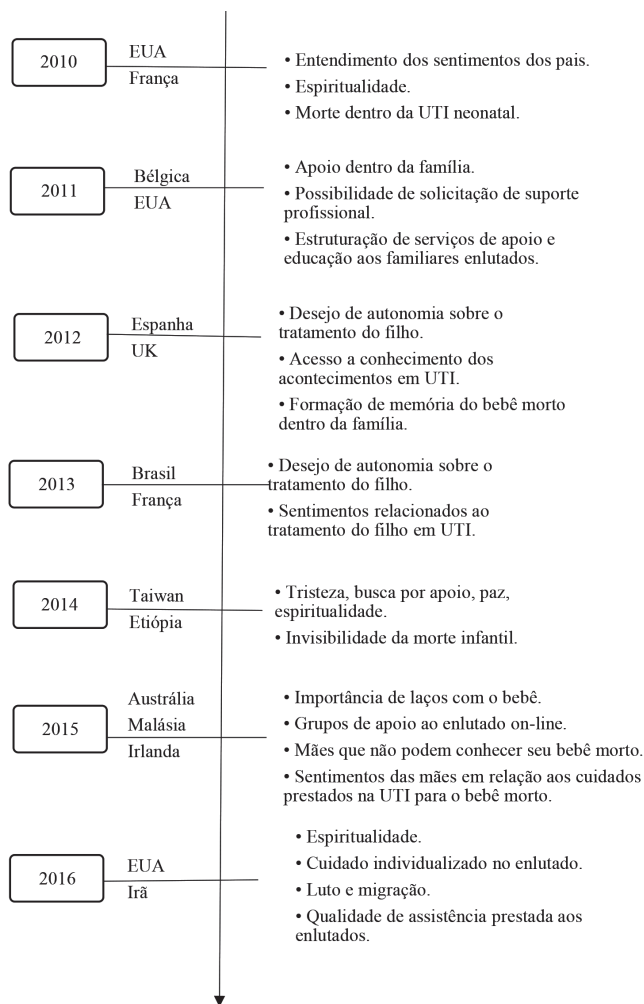 2010
EUA
França
• Entendimento dos sentimentos dos pais.
• Espiritualidade.
• Morte dentro da UTI neonatal.
2011
Bélgica
EUA
• Apoio dentro da família.
• Possibilidade de solicitação de suporte
profissional.
• Estruturação de serviços de apoio e
educação aos familiares enlutados.
2012
Espanha
UK
• Desejo de autonomia sobre o
tratamento do filho.
• Acesso a conhecimento dos
acontecimentos em UTI.
• Formação de memória do bebê morto
dentro da família.
2013
Brasil
França
• Desejo de autonomia sobre o
tratamento do filho.
• Sentimentos relacionados ao
tratamento do filho em UTI.
2014
Taiwan
Etiópia
• Tristeza, busca por apoio, paz,
espiritualidade.
• Invisibilidade da morte infantil.
2015
Austrália
Malásia
Irlanda
• Importância de laços com o bebê.
• Grupos de apoio ao enlutado on-line.
• Mães que não podem conhecer seu bebê morto.
• Sentimentos das mães em relação aos cuidados
prestados na UTI para o bebê morto.
2016
EUA
Irã
• Espiritualidade.
• Cuidado individualizado no enlutado.
• Luto e migração.
• Qualidade de assistência prestada aos
enlutados.